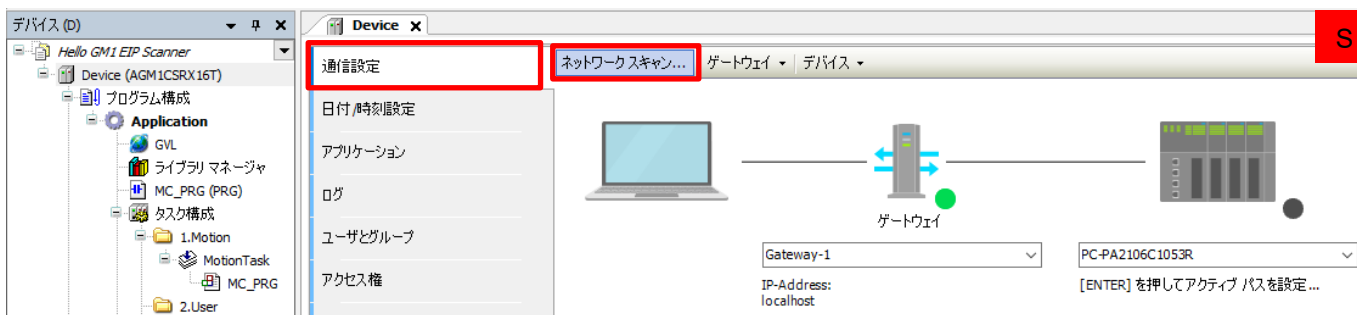 デバイス (D)
Hello GM1 EIP Scanner
Device (AGM1CSRX16T)
プログラム構成
Application
GVL
ライブラリ マネージャ
MC_PRG (PRG)
タスク構成
1.Motion
MotionTask
MC_PRG
2.User
Device
通信設定
日付/時刻設定
アプリケーション
ログ
ユーザとグループ
アクセス権
ネットワークスキャン... ゲートウェイ デバイス
S
ゲートウェイ
Gateway-1
IP-Address:
localhost
PC-PA2106C1053R
[ENTER] を押してアクティブ パスを設定...